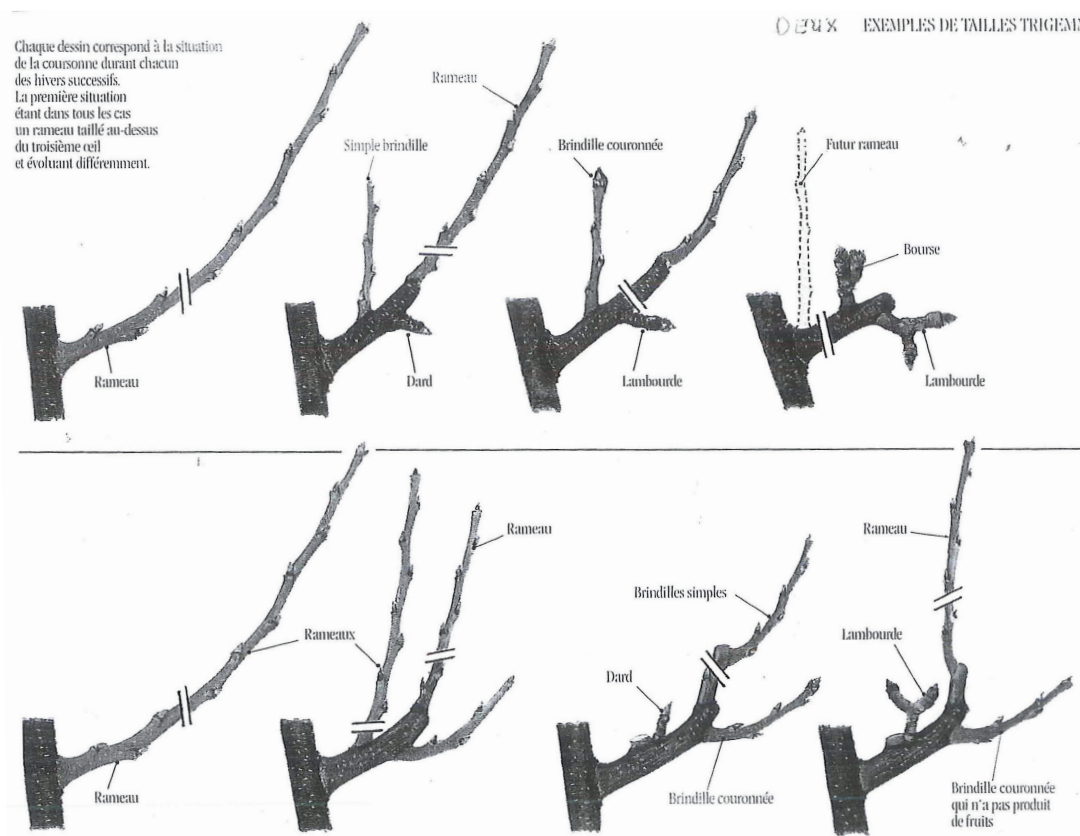 DEUX EXEMPLES DE TAILLES TRIGEM
Chaque dessin correspond à la situation
de la coursonne durant chacun
des hivers successifs.
La première situation
étant dans tous les cas
un rameau taillé au-dessus
du troisième œil
et évoluant différemment.
Rameau
Simple brindille
Rameau
Dard
Brindille couronnée
Lambourde
Futur rameau
Bourse
Lambourde
Rameau
Rameaux
Rameau
Brindilles simples
Dard
Brindille couronnée
Rameau
Lambourde
Brindille couronnée
qui n'a pas produit
de fruits